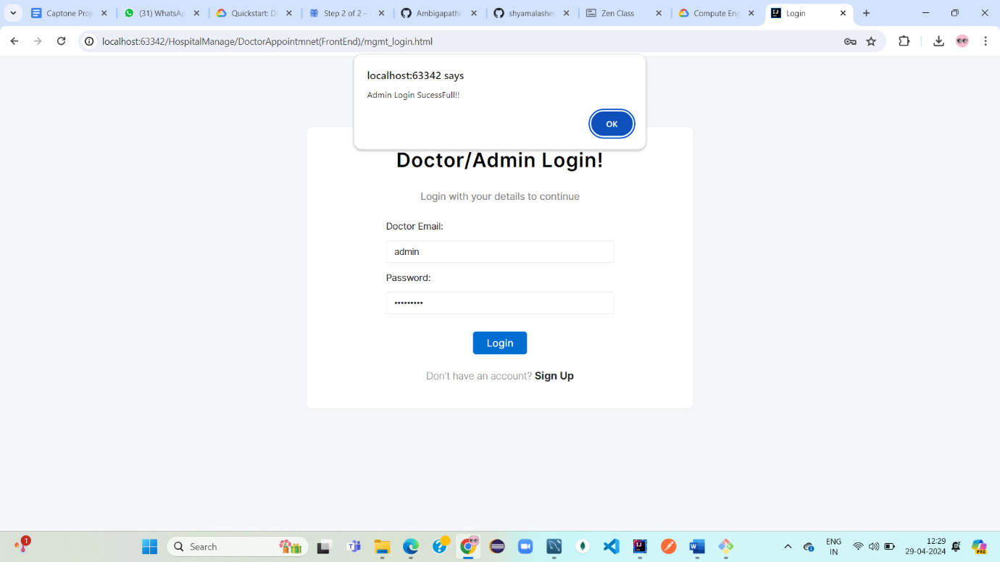 Captone Proj
(31) WhatsAp
Quickstart: De
Step 2 of 2 –
Ambigapathi
shyamalasher
Zen Class
Compute Eng
Login
localhost:63342/HospitalManage/DoctorAppointmnet(FrontEnd)/mgmt_login.html
localhost:63342 says
Admin Login SucessFull!!
OK
Doctor/Admin Login!
Login with your details to continue
Doctor Email:
admin
Password:
•••••••••
Login
Don't have an account? Sign Up
1
Search
ENG
IN
12:29
29-04-2024
PRE